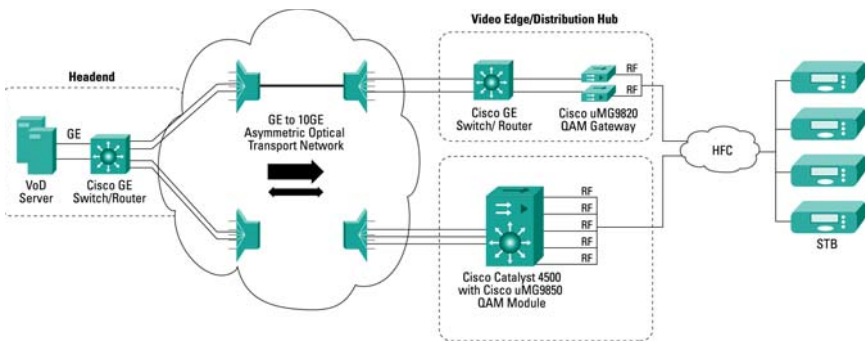 Video Edge/Distribution Hub
Headend
GE
VoD
Server
Cisco GE
Switch/Router
GE to 10GE
Asymmetric Optical
Transport Network
Cisco GE
Switch/ Router
RF
RF
Cisco uMG9820
QAM Gateway
RF
RF
RF
RF
RF
Cisco Catalyst 4500
with Cisco uMG9850
QAM Module
HFC
STB